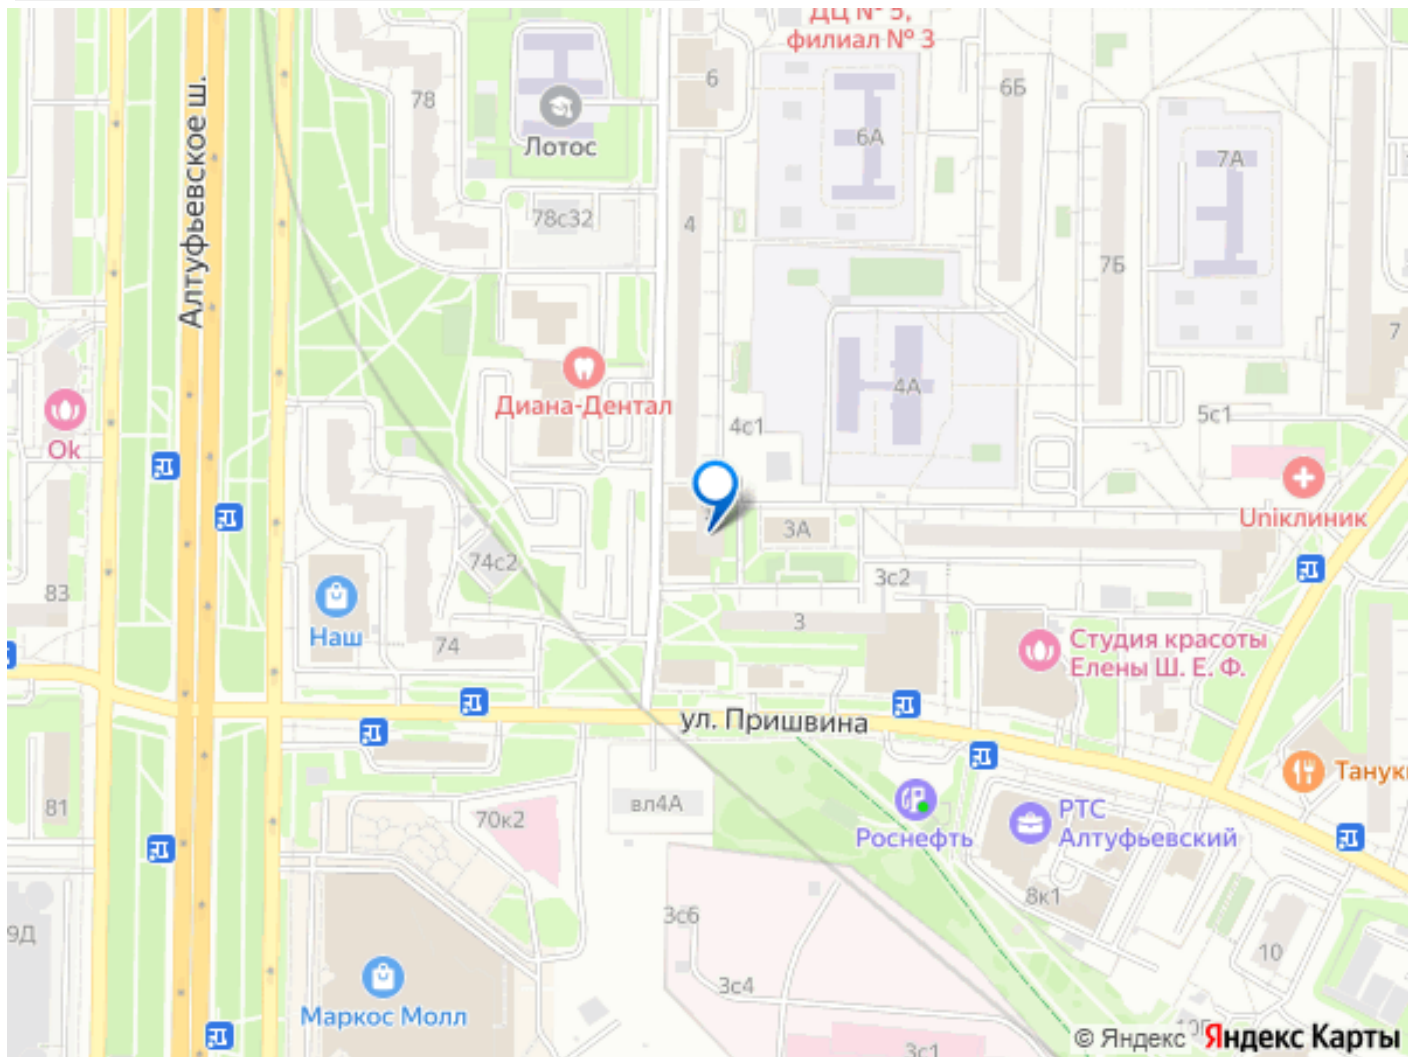 ДЦ № 5,
филиал № 3
6
6Б
78
Лотос
6А
7А
Алтуфьевское ш.
78с32
4
7Б
7
Диана-Дентал
4А
4с1
5с1
Ok
Uniклиник
3А
74с2
3с2
83
Наш
3
74
Студия красоты
Елены Ш. Е. Ф.
ул. Пришвина
Тануки
81
вл4А
70к2
Роснефть
РТС
Алтуфьевский
8к1
3с6
9Д
10
3с4
Маркос Молл
3с1
© Яндекс
Яндекс Карты